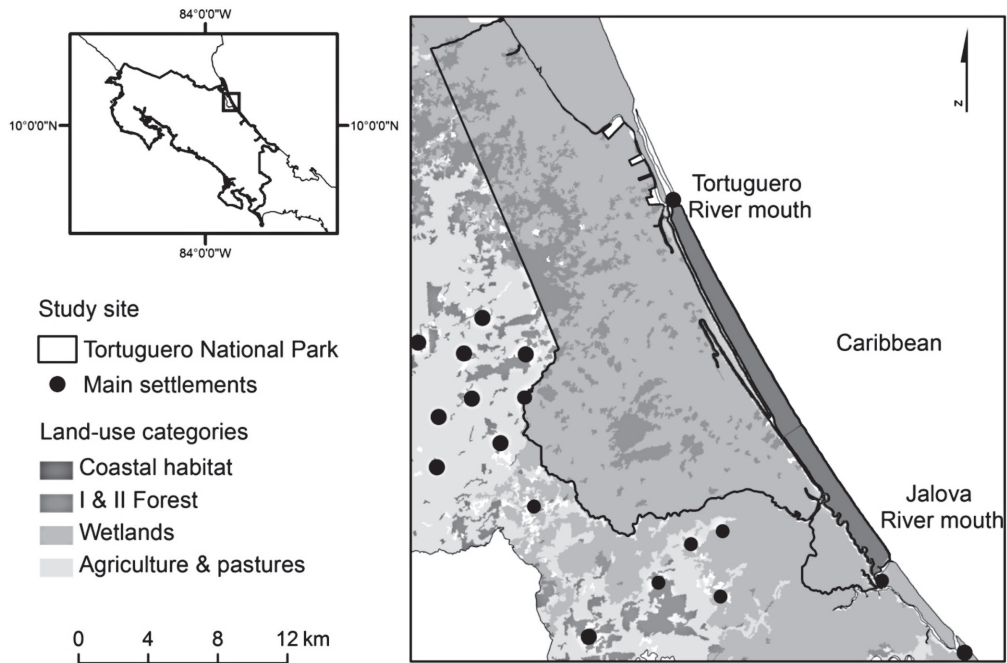 84°0'0"W
10°0'0"N
10°0'0"N
84°0'0"W
Study site
Tortuguero National Park
Main settlements
Land-use categories
Coastal habitat
I & II Forest
Wetlands
Agriculture & pastures
0 4 8 12 km
N
Tortuguero
River mouth
Caribbean
Jalova
River mouth